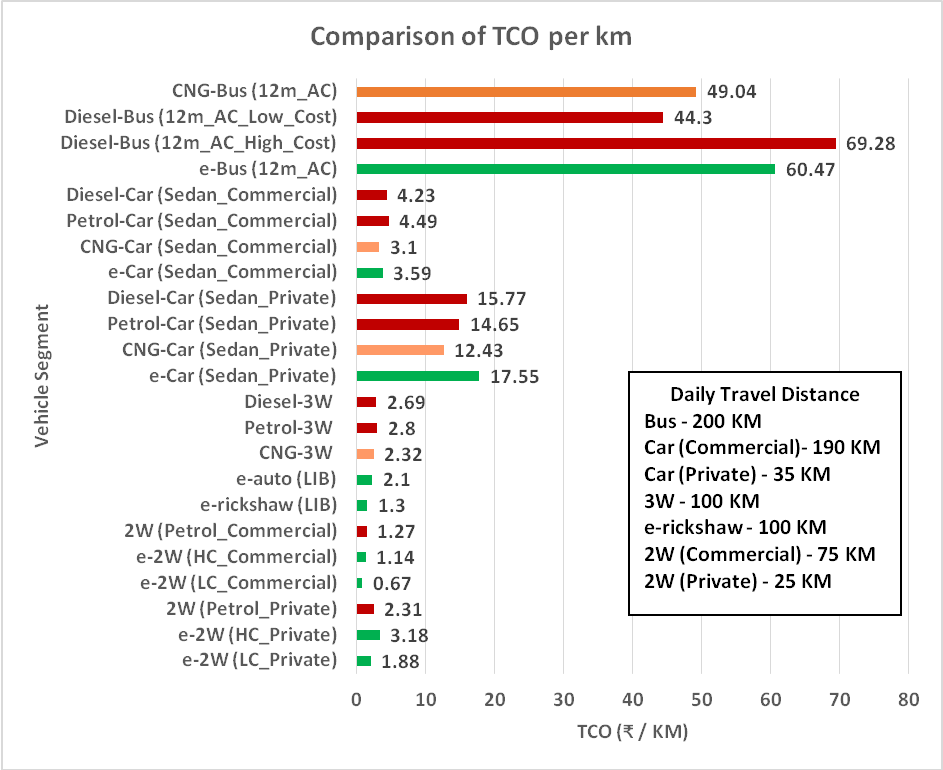 Comparison of TCO per km
CNG-Bus (12m_AC) 49.04
Diesel-Bus (12m_AC_Low_Cost) 44.3
Diesel-Bus (12m_AC_High_Cost) 69.28
e-Bus (12m_AC) 60.47
Diesel-Car (Sedan_Commercial) 4.23
Petrol-Car (Sedan_Commercial) 4.49
CNG-Car (Sedan_Commercial) 3.1
e-Car (Sedan_Commercial) 3.59
Diesel-Car (Sedan_Private) 15.77
Petrol-Car (Sedan_Private) 14.65
CNG-Car (Sedan_Private) 12.43
e-Car (Sedan_Private) 17.55
Diesel-3W 2.69
Petrol-3W 2.8
CNG-3W 2.32
e-auto (LIB) 2.1
e-rickshaw (LIB) 1.3
2W (Petrol_Commercial) 1.27
e-2W (HC_Commercial) 1.14
e-2W (LC_Commercial) 0.67
2W (Petrol_Private) 2.31
e-2W (HC_Private) 3.18
e-2W (LC_Private) 1.88
Vehicle Segment
0 10 20 30 40 50 60 70 80
TCO (₹ / KM)
Daily Travel Distance
Bus - 200 KM
Car (Commercial)- 190 KM
Car (Private) - 35 KM
3W - 100 KM
e-rickshaw - 100 KM
2W (Commercial) - 75 KM
2W (Private) - 25 KM